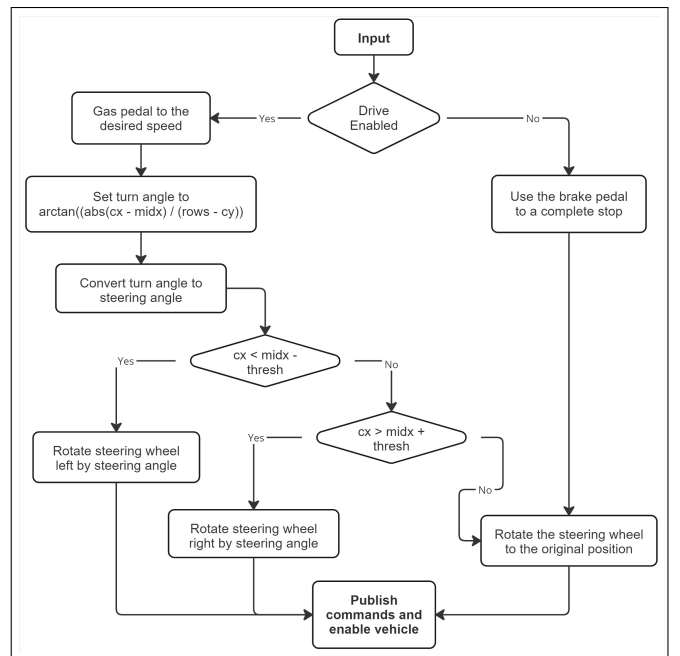 Input
Drive
Enabled
Yes
No
Gas pedal to the
desired speed
Set turn angle to
arctan((abs(cx - midx) / (rows - cy))
Use the brake pedal
to a complete stop
Convert turn angle to
steering angle
cx < midx -
thresh
Yes
No
cx > midx +
thresh
Yes
No
Rotate steering wheel
left by steering angle
Rotate steering wheel
right by steering angle
Rotate the steering wheel
to the original position
Publish
commands and
enable vehicle